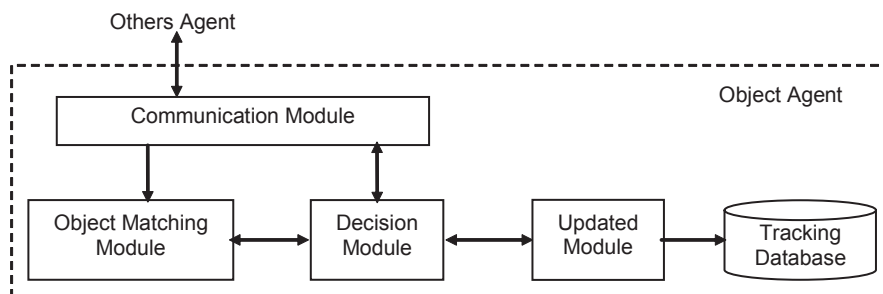 Others Agent
Object Agent
Communication Module
Object Matching
Module
Decision
Module
Updated
Module
Tracking
Database